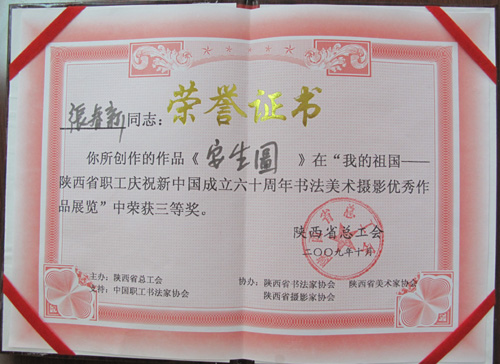 荣誉证书
張春新同志：
你所创作的作品《安生圖》在“我的祖国——
陕西省职工庆祝新中国成立六十周年书法美术摄影优秀作
品展览”中荣获三等奖。
陕西省总工会
二〇〇九年十月
主办：陕西省总工会 协办：陕西省书法家协会 陕西省美术家协会
支持：中国职工书法家协会 陕西省摄影家协会